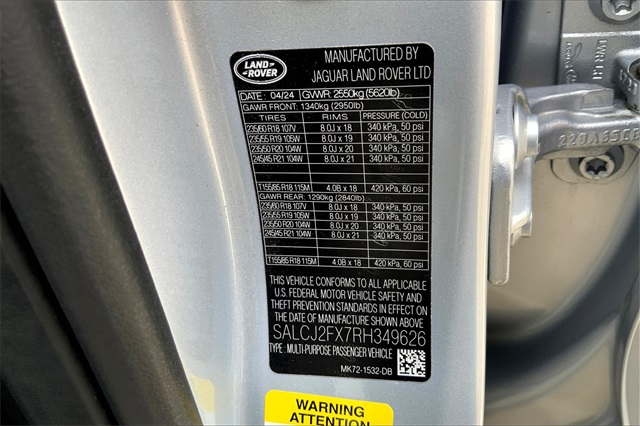 LAND
ROVER
MANUFACTURED BY
JAGUAR LAND ROVER LTD
DATE : 04/24 GVWR: 2550kg (5620lb)
GAWR FRONT: 1340kg (2950lb)
TIRES RIMS PRESSURE (COLD)
235/60 R18 107V 8.0J x 18 340 kPa, 50 psi
235/55 R19 105W 8.0J x 19 340 kPa, 50 psi
235/50 R20 104W 8.0J x 20 340 kPa, 50 psi
245/45 R21 104W 8.0J x 21 340 kPa, 50 psi
T155/85 R18 115M 4.0B x 18 420 kPa, 60 psi
GAWR REAR: 1290kg (2840lb)
235/60 R18 107V 8.0J x 18 340 kPa, 50 psi
235/55 R19 105W 8.0J x 19 340 kPa, 50 psi
235/50 R20 104W 8.0J x 20 340 kPa, 50 psi
245/45 R21 104W 8.0J x 21 340 kPa, 50 psi
T155/85 R18 115M 4.0B x 18 420 kPa, 60 psi
THIS VEHICLE CONFORMS TO ALL APPLICABLE
U.S. FEDERAL MOTOR VEHICLE SAFETY AND
THEFT PREVENTION STANDARDS IN EFFECT ON
THE DATE OF MANUFACTURE SHOWN ABOVE
SALCJ2FX7RH349626
TYPE : MULTI-PURPOSE PASSENGER VEHICLE
MK72-1532-DB
WARNING
ATTENTION
LWR LH